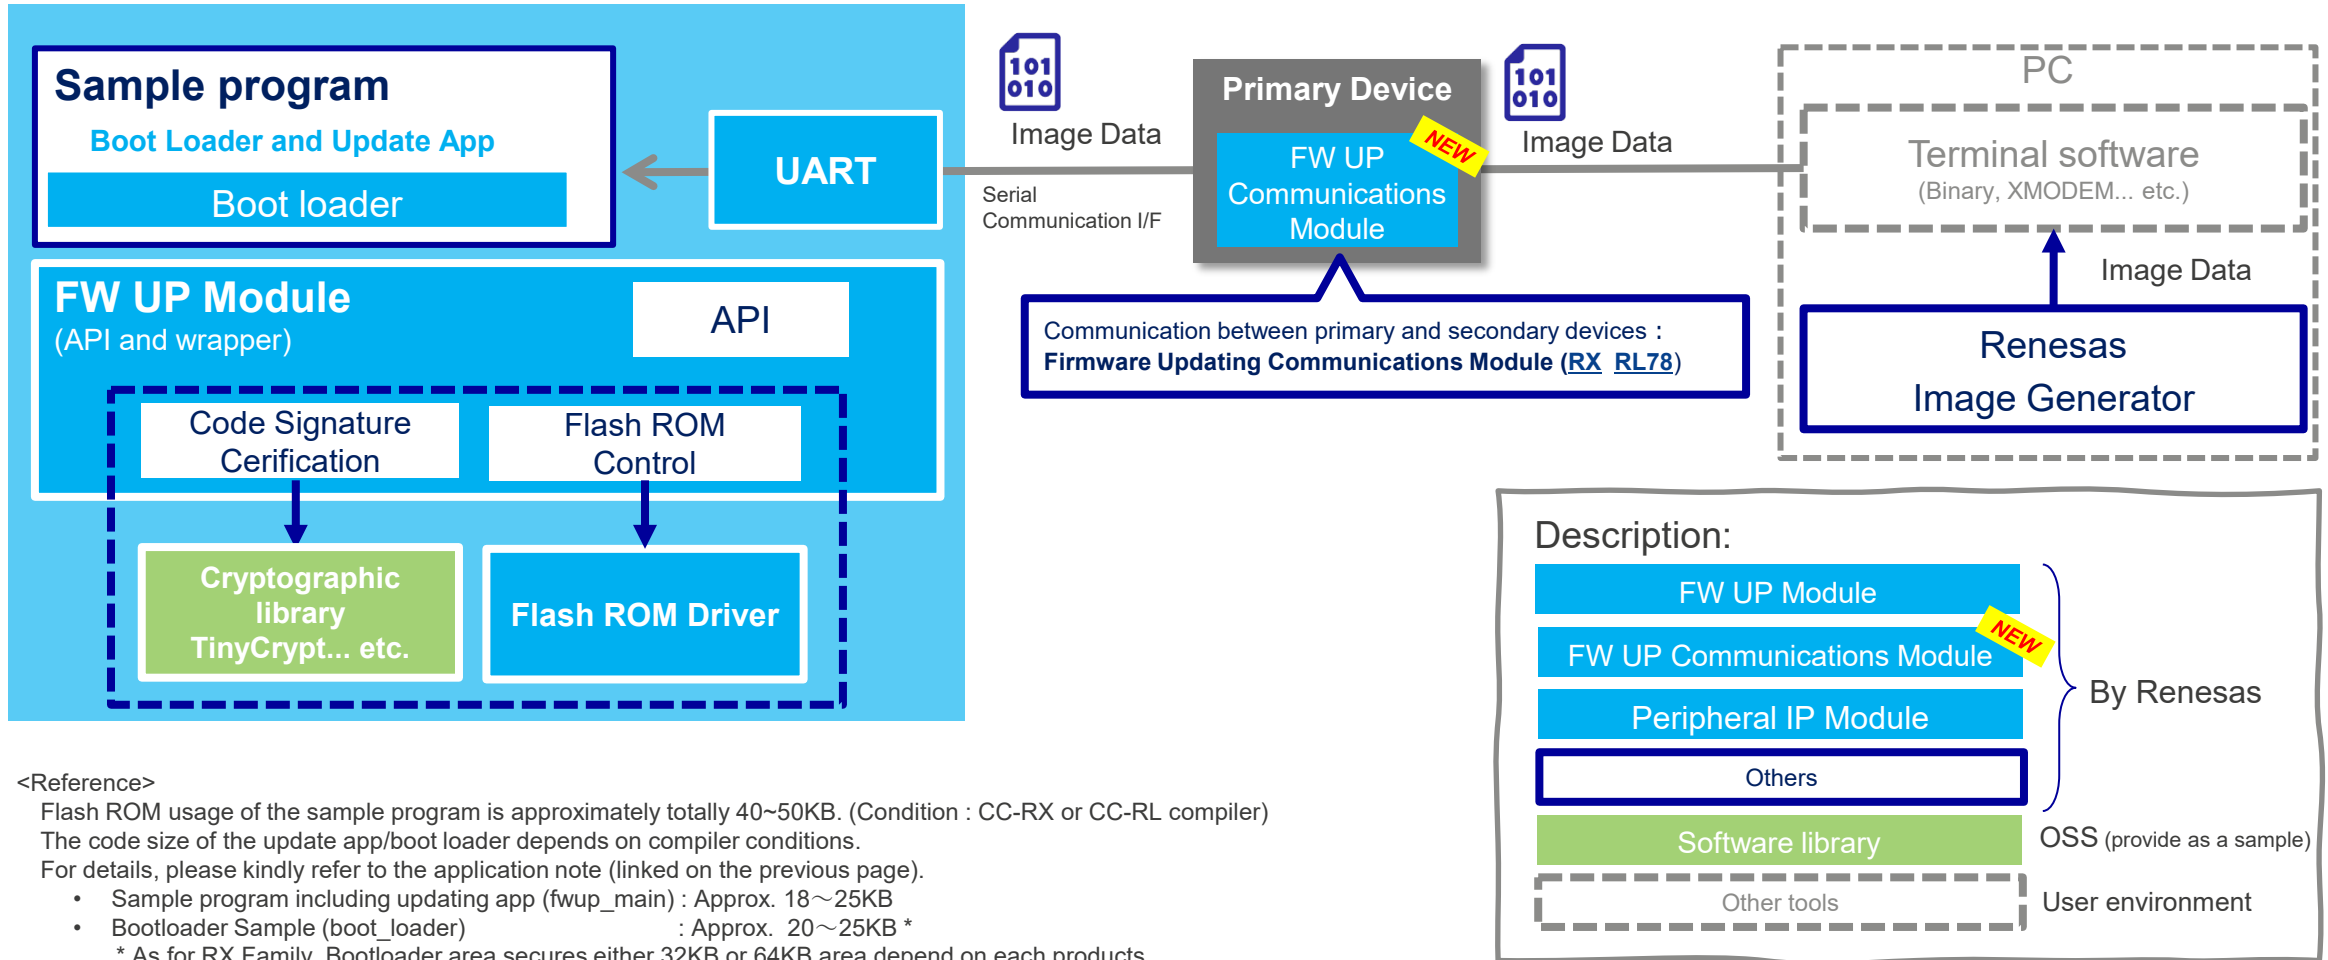 Sample program
Boot Loader and Update App
Boot loader
UART
FW UP Module
(API and wrapper)
API
Code Signature
Cerification
Flash ROM
Control
Cryptographic
library
TinyCrypt... etc.
Flash ROM Driver
101
010
Image Data
Serial
Communication I/F
Primary Device
FW UP
Communications
Module
NEW
101
010
Image Data
Communication between primary and secondary devices :
Firmware Updating Communications Module (RX RL78)
PC
Terminal software
(Binary, XMODEM... etc.)
Image Data
Renesas
Image Generator
Description:
FW UP Module
FW UP Communications Module
NEW
Peripheral IP Module
Others
By Renesas
Software library
OSS (provide as a sample)
Other tools
User environment
<Reference>
Flash ROM usage of the sample program is approximately totally 40~50KB. (Condition : CC-RX or CC-RL compiler)
The code size of the update app/boot loader depends on compiler conditions.
For details, please kindly refer to the application note (linked on the previous page).
• Sample program including updating app (fwup_main) : Approx. 18～25KB
• Bootloader Sample (boot_loader) : Approx. 20～25KB *
* As for RX Family, Bootloader area secures either 32KB or 64KB area depend on each products